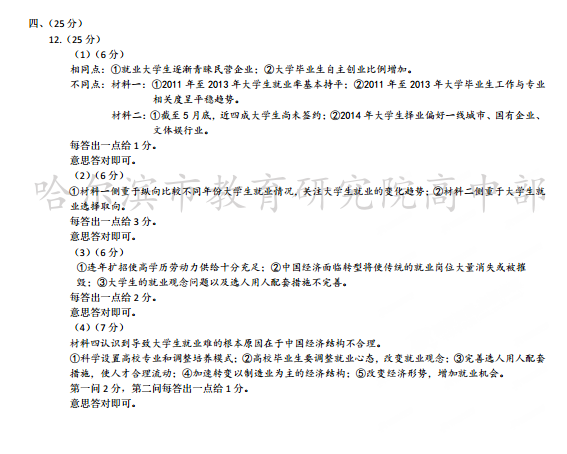 四、（25分）
12.（25分）
（1）（6分）
相同点：①就业大学生逐渐青睐民营企业；②大学毕业生自主创业比例增加。
不同点：材料一：①2011年至2013年大学生就业率基本持平；②2011年至2013年大学毕业生工作与专业
相关度呈平稳趋势。
材料二：①截至5月底，近四成大学生尚未签约；②2014年大学生择业偏好一线城市、国有企业、
文体娱行业。
每答出一点给1分。
意思答对即可。
（2）（6分）
①材料一侧重于纵向比较不同年份大学生就业情况，关注大学生就业的变化趋势；②材料二侧重于大学生就
业选择取向。
每答出一点给3分。
意思答对即可。
哈尔滨市教育研究院高中部
（3）（6分）
①连年扩招使高学历劳动力供给十分充足；②中国经济面临转型将使传统的就业岗位大量消失或被摧
毁；③大学生的就业观念问题以及选人用人配套措施不完善。
每答出一点给2分。
意思答对即可。
（4）（7分）
材料四认识到导致大学生就业难的根本原因在于中国经济结构不合理。
①科学设置高校专业和调整培养模式；②高校毕业生要调整就业心态，改变就业观念；③完善选人用人配套
措施，使人才合理流动；④加速转变以制造业为主的经济结构；⑤改变经济形势，增加就业机会。
第一问2分，第二问每答出一点给1分。
意思答对即可。